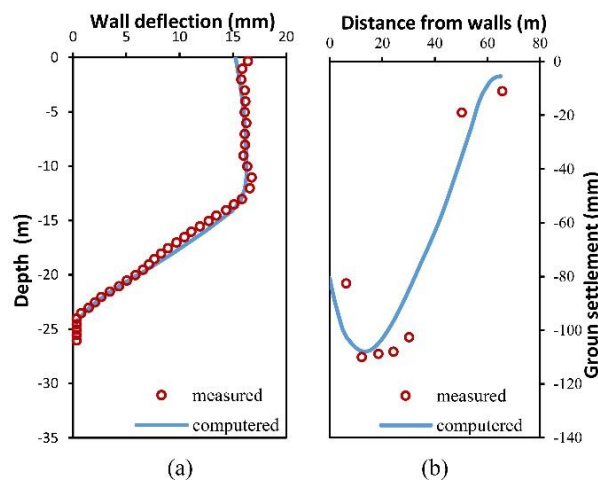 Wall deflection (mm)
0 5 10 15 20
0
-5
-10
-15
-20
-25
-30
-35
Depth (m)
measured
computered
(a)
Distance from walls (m)
0 20 40 60 80
0
-20
-40
-60
-80
-100
-120
-140
Groun settlement (mm)
measured
computered
(b)